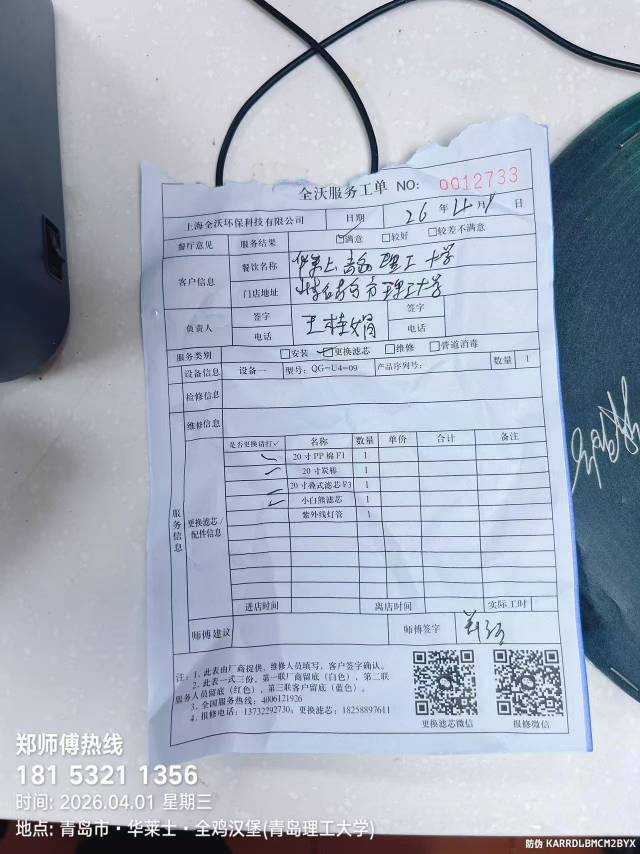 全沃服务工单 NO: 0012733
上海全沃环保科技有限公司 日期 26 年 4 月 1 日
餐厅意见 服务结果 ☑满意 □较好 □较差不满意
客户信息 餐饮名称 华莱士青岛理工大学
门店地址 青岛市理工大学
负责人 签字 王桂娟 签字
电话 电话
服务类别 □安装 ☑更换滤芯 □维修 □管道消毒
设备信息 设备一 型号: QG-U4-09 产品序列号: 数量 1
检修信息
维修信息
服务信息 更换滤芯/配件信息
是否更换请打✓ 名称 数量 单价 合计 备注
✓ 20寸PP棉F1 1
✓ 20寸炭棒 1
✓ 20寸叠式滤芯F3 1
✓ 小白熊滤芯 1
紫外线灯管 1
进店时间 离店时间 实际工时
师傅建议 师傅签字
注: 1、此表由厂商提供, 维修人员填写, 客户签字确认。
2、此表一式三份, 第一联厂商留底(白色), 第二联
服务人员留底(红色), 第三联客户留底(蓝色)。
3、全国服务热线: 4006121926
4、报修电话: 13732292730; 更换滤芯: 18258897611
更换滤芯微信 报修微信
郑师傅热线
181 5321 1356
时间: 2026.04.01 星期三
地点: 青岛市·华莱士·全鸡汉堡(青岛理工大学)
防伪 KARRDLBMCM2BYX